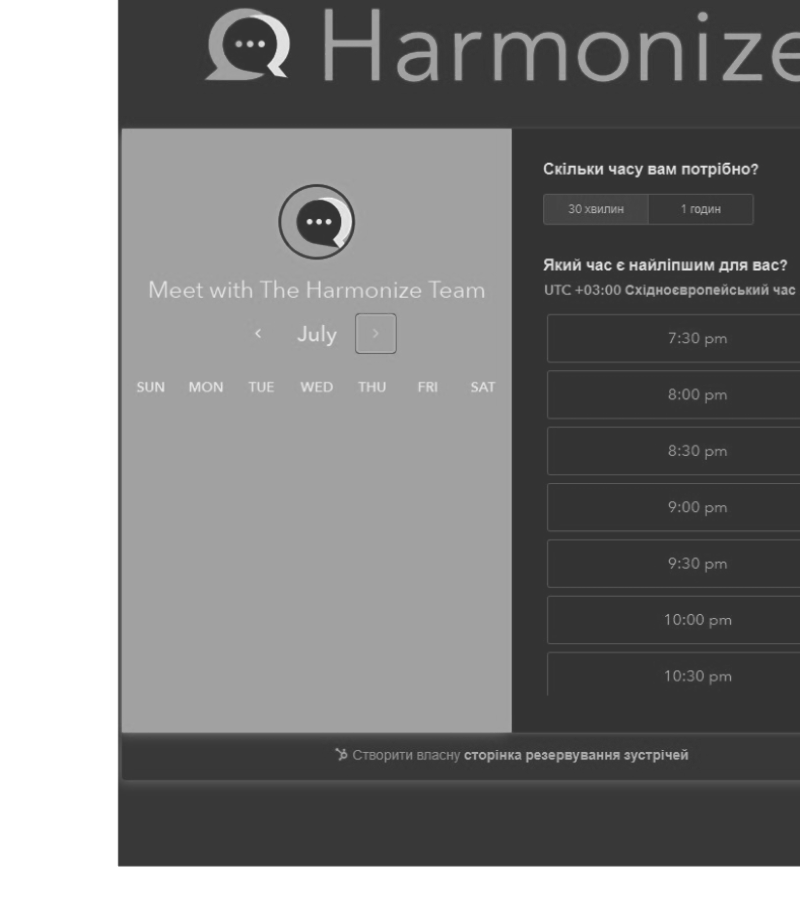 Harmonize
Meet with The Harmonize Team
July
SUN MON TUE WED THU FRI SAT
Скільки часу вам потрібно?
30 хвилин 1 годин
Який час є найліпшим для вас?
UTC +03:00 Східноєвропейський час
7:30 pm
8:00 pm
8:30 pm
9:00 pm
9:30 pm
10:00 pm
10:30 pm
Створити власну сторінка резервування зустрічей